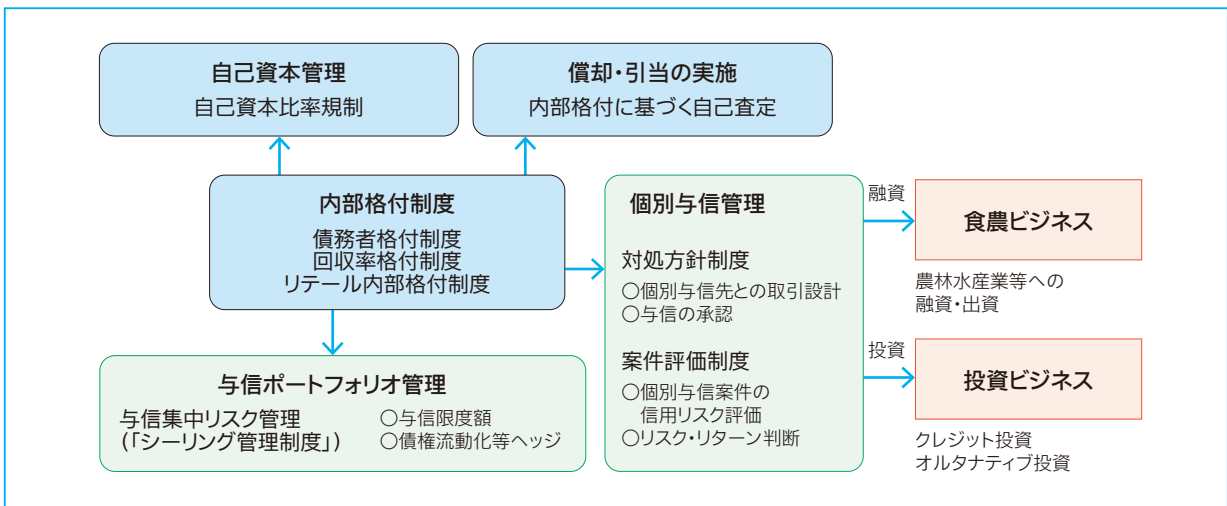 自己資本管理
自己資本比率規制
償却・引当の実施
内部格付に基づく自己査定
内部格付制度
債務者格付制度
回収率格付制度
リテール内部格付制度
与信ポートフォリオ管理
与信集中リスク管理
(「シーリング管理制度」)
○与信限度額
○債権流動化等ヘッジ
個別与信管理
対処方針制度
○個別与信先との取引設計
○与信の承認
案件評価制度
○個別与信案件の
信用リスク評価
○リスク・リターン判断
融資
食農ビジネス
農林水産業等への
融資・出資
投資
投資ビジネス
クレジット投資
オルタナティブ投資